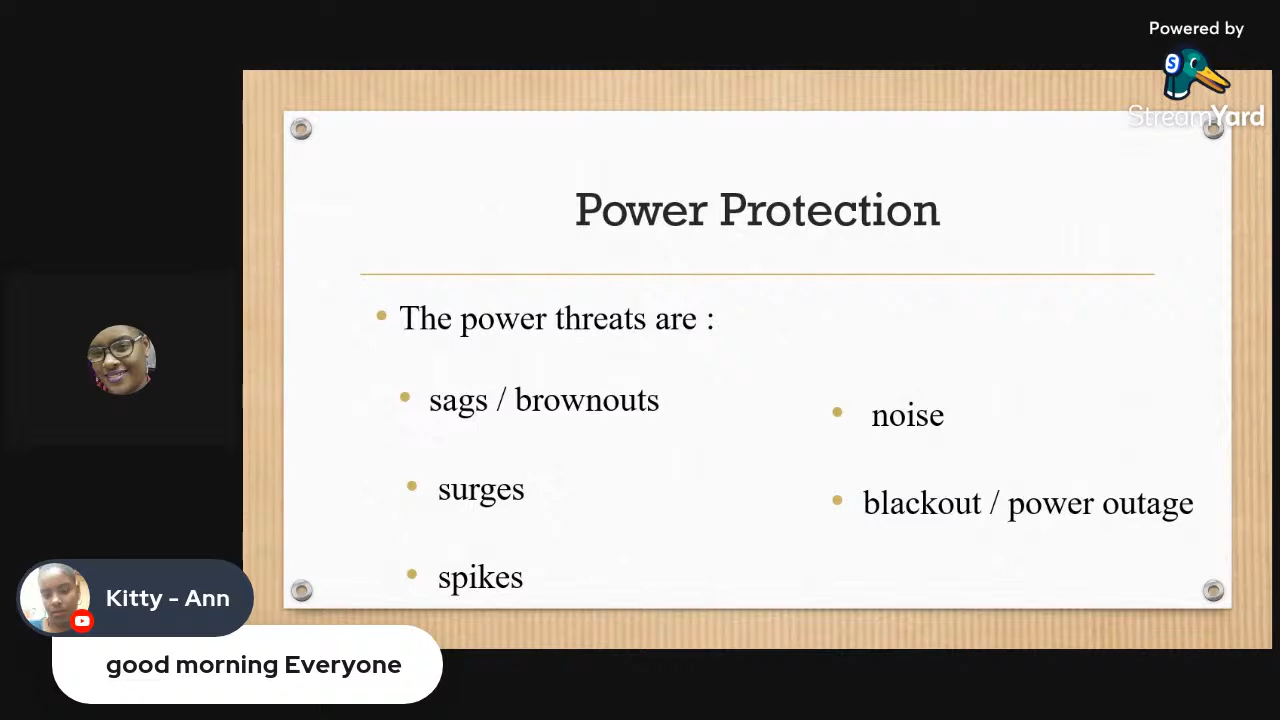 Powered by
StreamYard
Power Protection
The power threats are :
sags / brownouts
surges
spikes
noise
blackout / power outage
Kitty - Ann
good morning Everyone